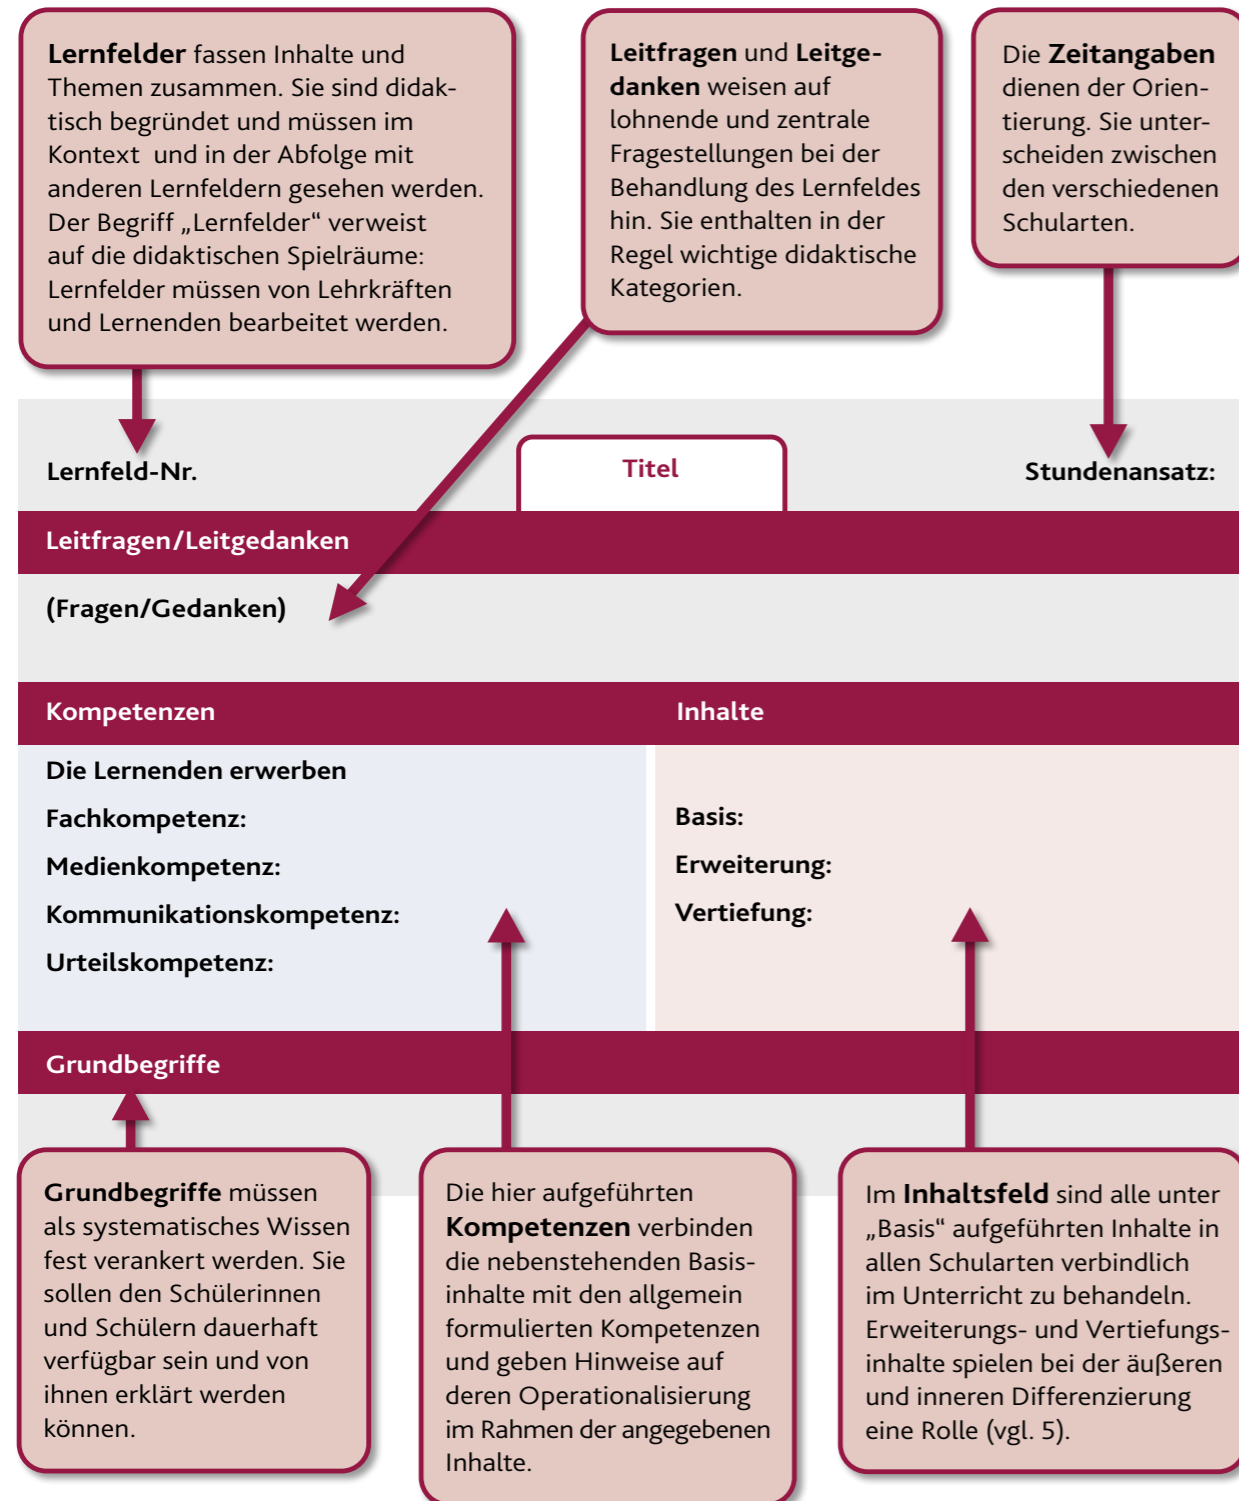 Lernfelder fassen Inhalte und
Themen zusammen. Sie sind didak-
tisch begründet und müssen im
Kontext und in der Abfolge mit
anderen Lernfeldern gesehen werden.
Der Begriff „Lernfelder“ verweist
auf die didaktischen Spielräume:
Lernfelder müssen von Lehrkräften
und Lernenden bearbeitet werden.
Leitfragen und Leitge-
danken weisen auf
lohnende und zentrale
Fragestellungen bei der
Behandlung des Lernfeldes
hin. Sie enthalten in der
Regel wichtige didaktische
Kategorien.
Die Zeitangaben
dienen der Orien-
tierung. Sie unter-
scheiden zwischen
den verschiedenen
Schularten.
Lernfeld-Nr.
Titel
Stundenansatz:
Leitfragen/Leitgedanken
(Fragen/Gedanken)
Kompetenzen
Inhalte
Die Lernenden erwerben
Fachkompetenz:
Medienkompetenz:
Kommunikationskompetenz:
Urteilskompetenz:
Basis:
Erweiterung:
Vertiefung:
Grundbegriffe
Grundbegriffe müssen
als systematisches Wissen
fest verankert werden. Sie
sollen den Schülerinnen
und Schülern dauerhaft
verfügbar sein und von
ihnen erklärt werden
können.
Die hier aufgeführten
Kompetenzen verbinden
die nebenstehenden Basis-
inhalte mit den allgemein
formulierten Kompetenzen
und geben Hinweise auf
deren Operationalisierung
im Rahmen der angegebenen
Inhalte.
Im Inhaltsfeld sind alle unter
„Basis“ aufgeführten Inhalte in
allen Schularten verbindlich
im Unterricht zu behandeln.
Erweiterungs- und Vertiefungs-
inhalte spielen bei der äußeren
und inneren Differenzierung
eine Rolle (vgl. 5).